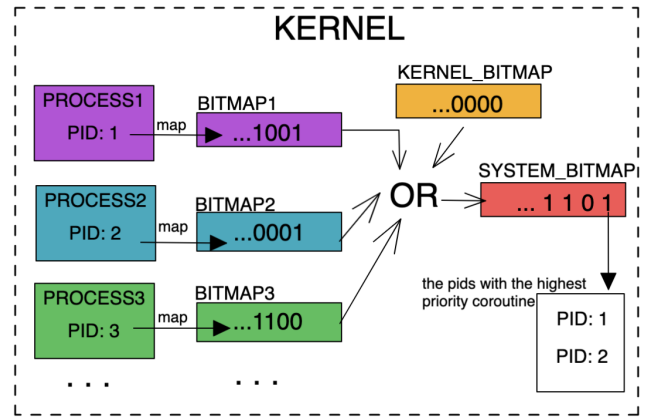 KERNEL
PROCESS1
PID: 1
map
BITMAP1
...1001
KERNEL_BITMAP
...0000
PROCESS2
PID: 2
map
BITMAP2
...0001
OR
SYSTEM_BITMAP
... 1 1 0 1
PROCESS3
PID: 3
map
BITMAP3
...1100
the pids with the highest
priority coroutine
PID: 1
PID: 2
. . .
. . .